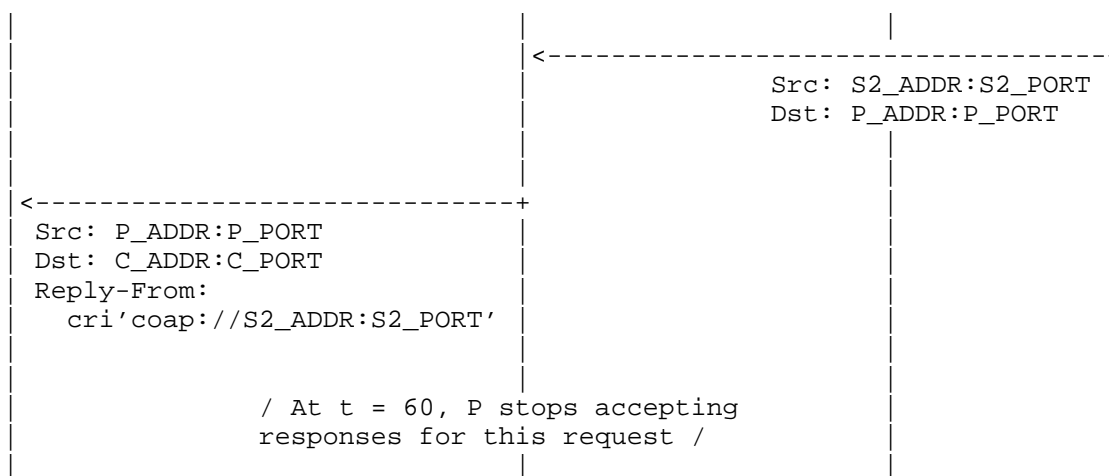 Src: S2_ADDR:S2_PORT
Dst: P_ADDR:P_PORT
Src: P_ADDR:P_PORT
Dst: C_ADDR:C_PORT
Reply-From:
cri'coap://S2_ADDR:S2_PORT'
/ At t = 60, P stops accepting
responses for this request /